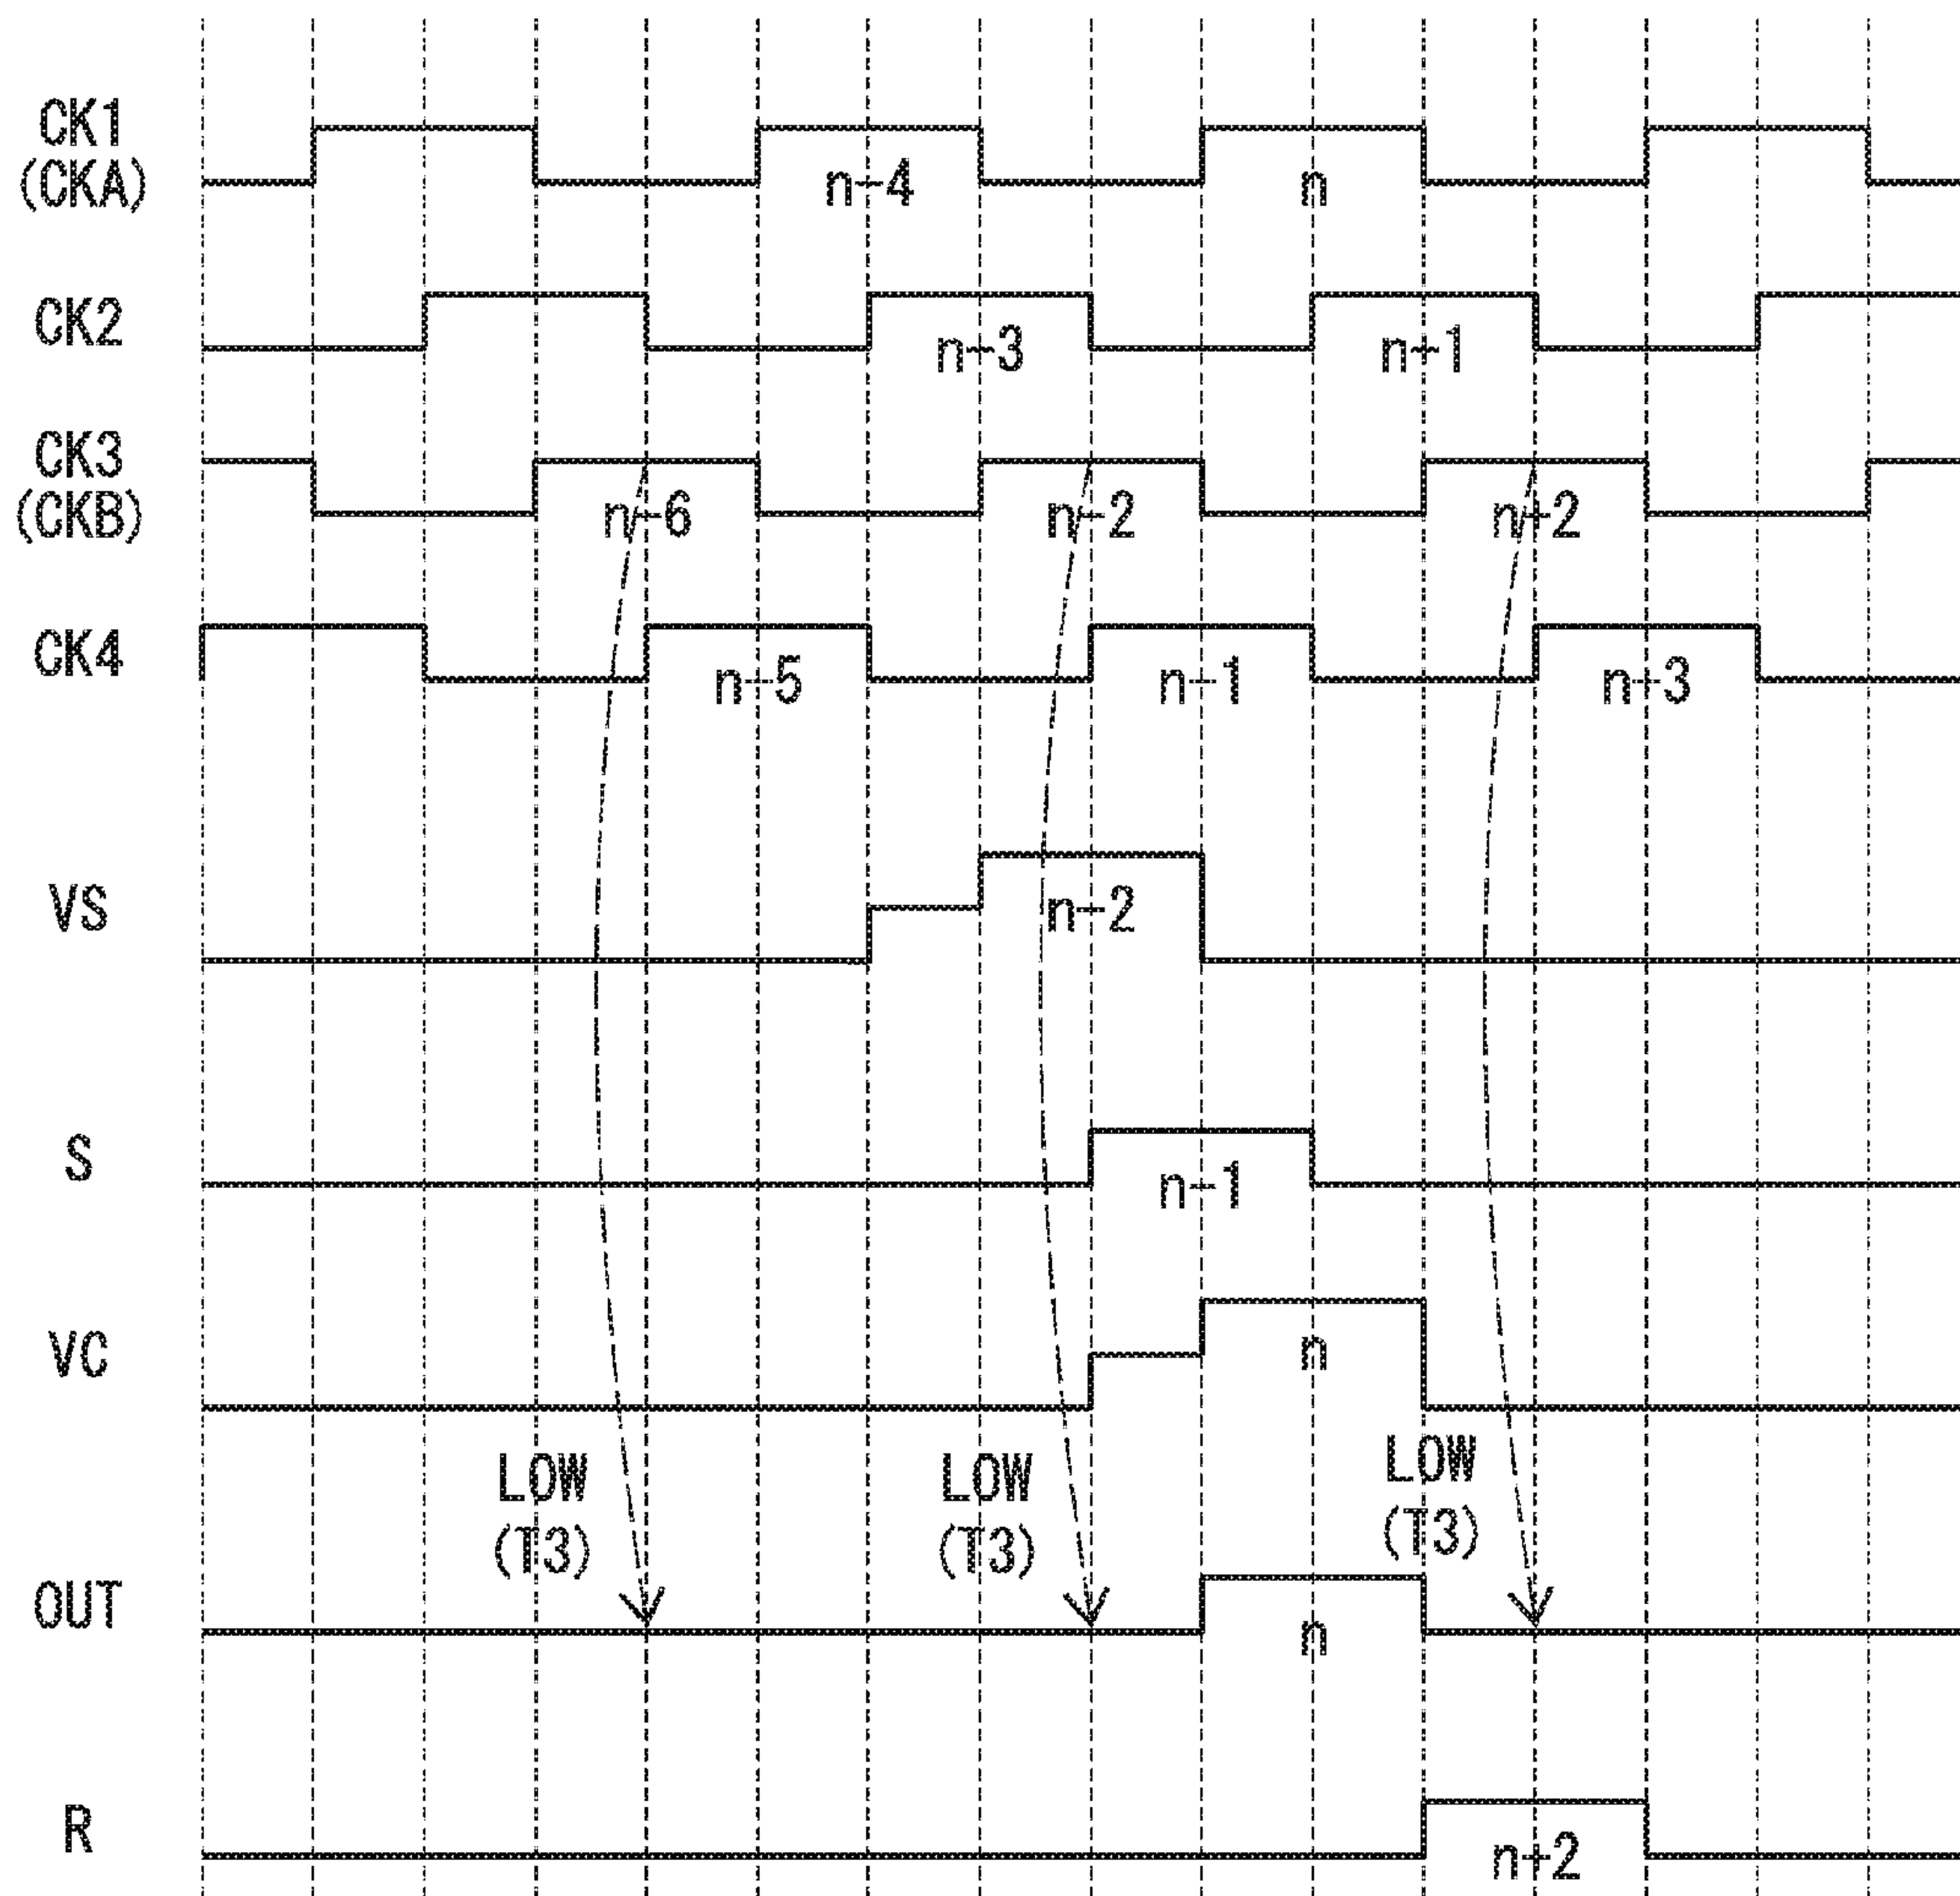 CK1
(CKA)
n-4
n
CK2
n-3
n+1
CK3
(CKB)
n-6
n-2
n+2
CK4
n-5
n-1
n+3
VS
n-2
S
n-1
VC
n
LOW
(T3)
LOW
(T3)
LOW
(T3)
OUT
n
R
n+2